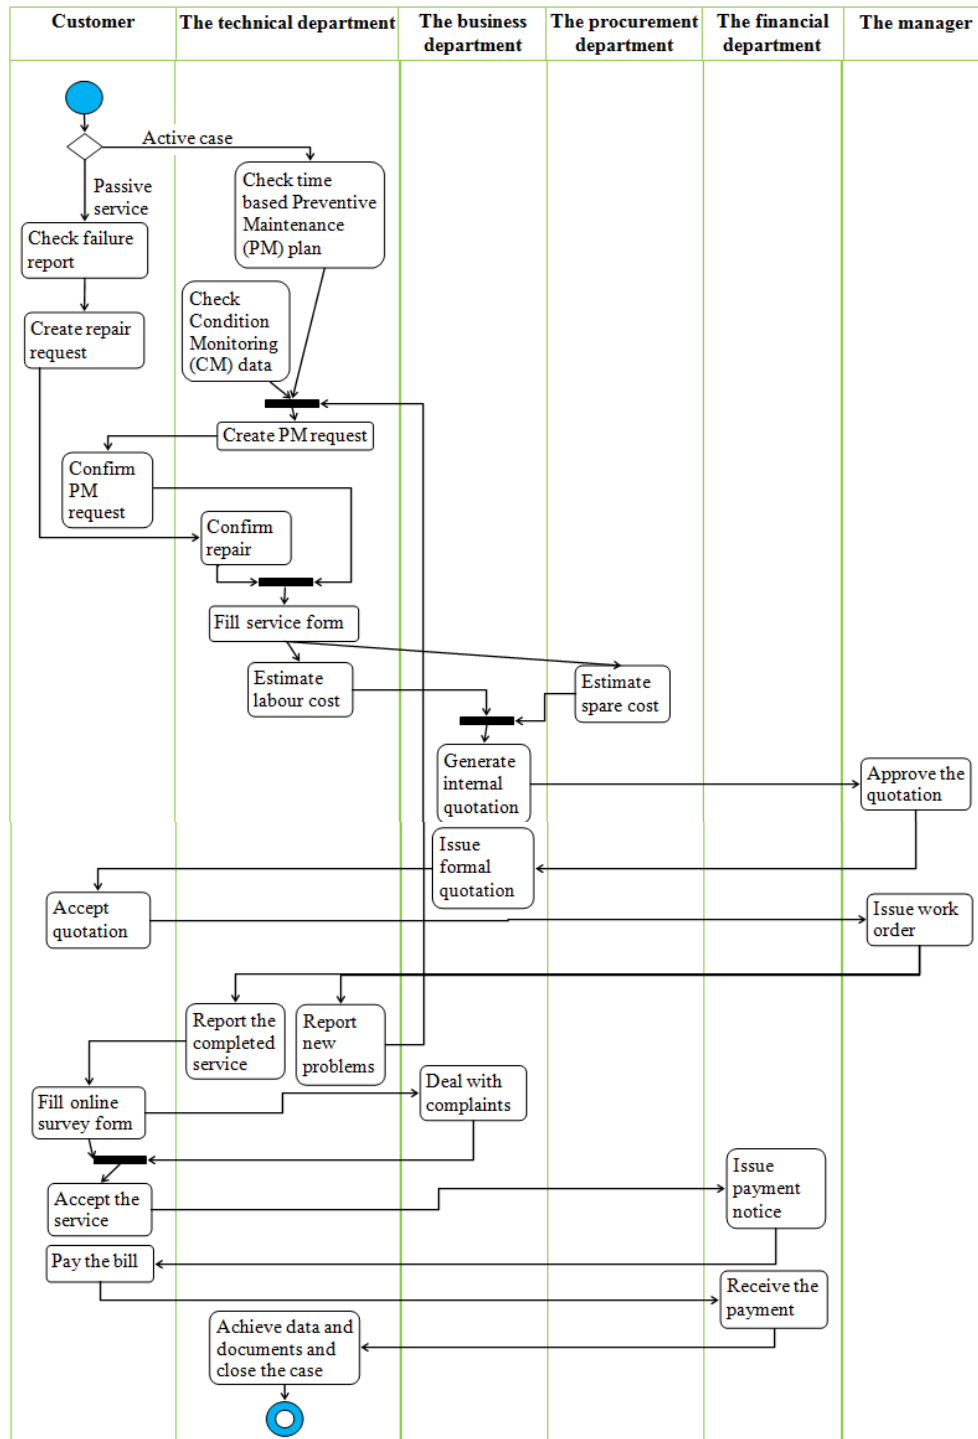 Customer
The technical department
The business
department
The procurement
department
The financial
department
The manager
Active case
Passive
service
Check time
based Preventive
Maintenance
(PM) plan
Check failure
report
Check
Condition
Monitoring
(CM) data
Create repair
request
Create PM request
Confirm
PM
request
Confirm
repair
Fill service form
Estimate
labour cost
Estimate
spare cost
Generate
internal
quotation
Approve the
quotation
Issue
formal
quotation
Accept
quotation
Issue work
order
Report the
completed
service
Report
new
problems
Deal with
complaints
Fill online
survey form
Issue
payment
notice
Accept the
service
Pay the bill
Receive the
payment
Achieve data and
documents and
close the case